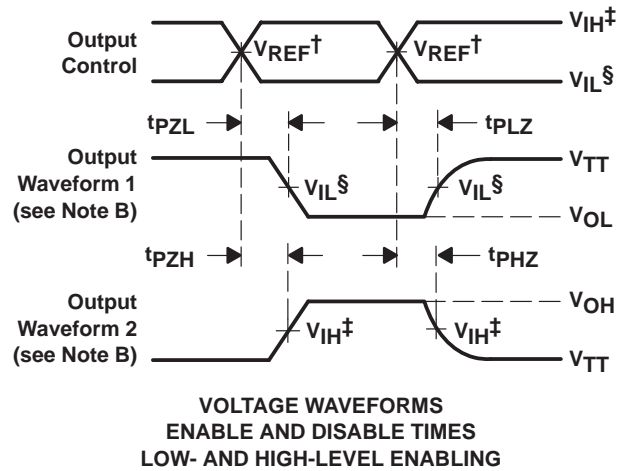 Output
Control
VREF†
VREF†
VIH‡
VIL§
tPZL
tPLZ
Output
Waveform 1
(see Note B)
VIL§
VIL§
VTT
VOL
tPZH
tPHZ
Output
Waveform 2
(see Note B)
VIH‡
VIH‡
VOH
VTT
VOLTAGE WAVEFORMS
ENABLE AND DISABLE TIMES
LOW- AND HIGH-LEVEL ENABLING